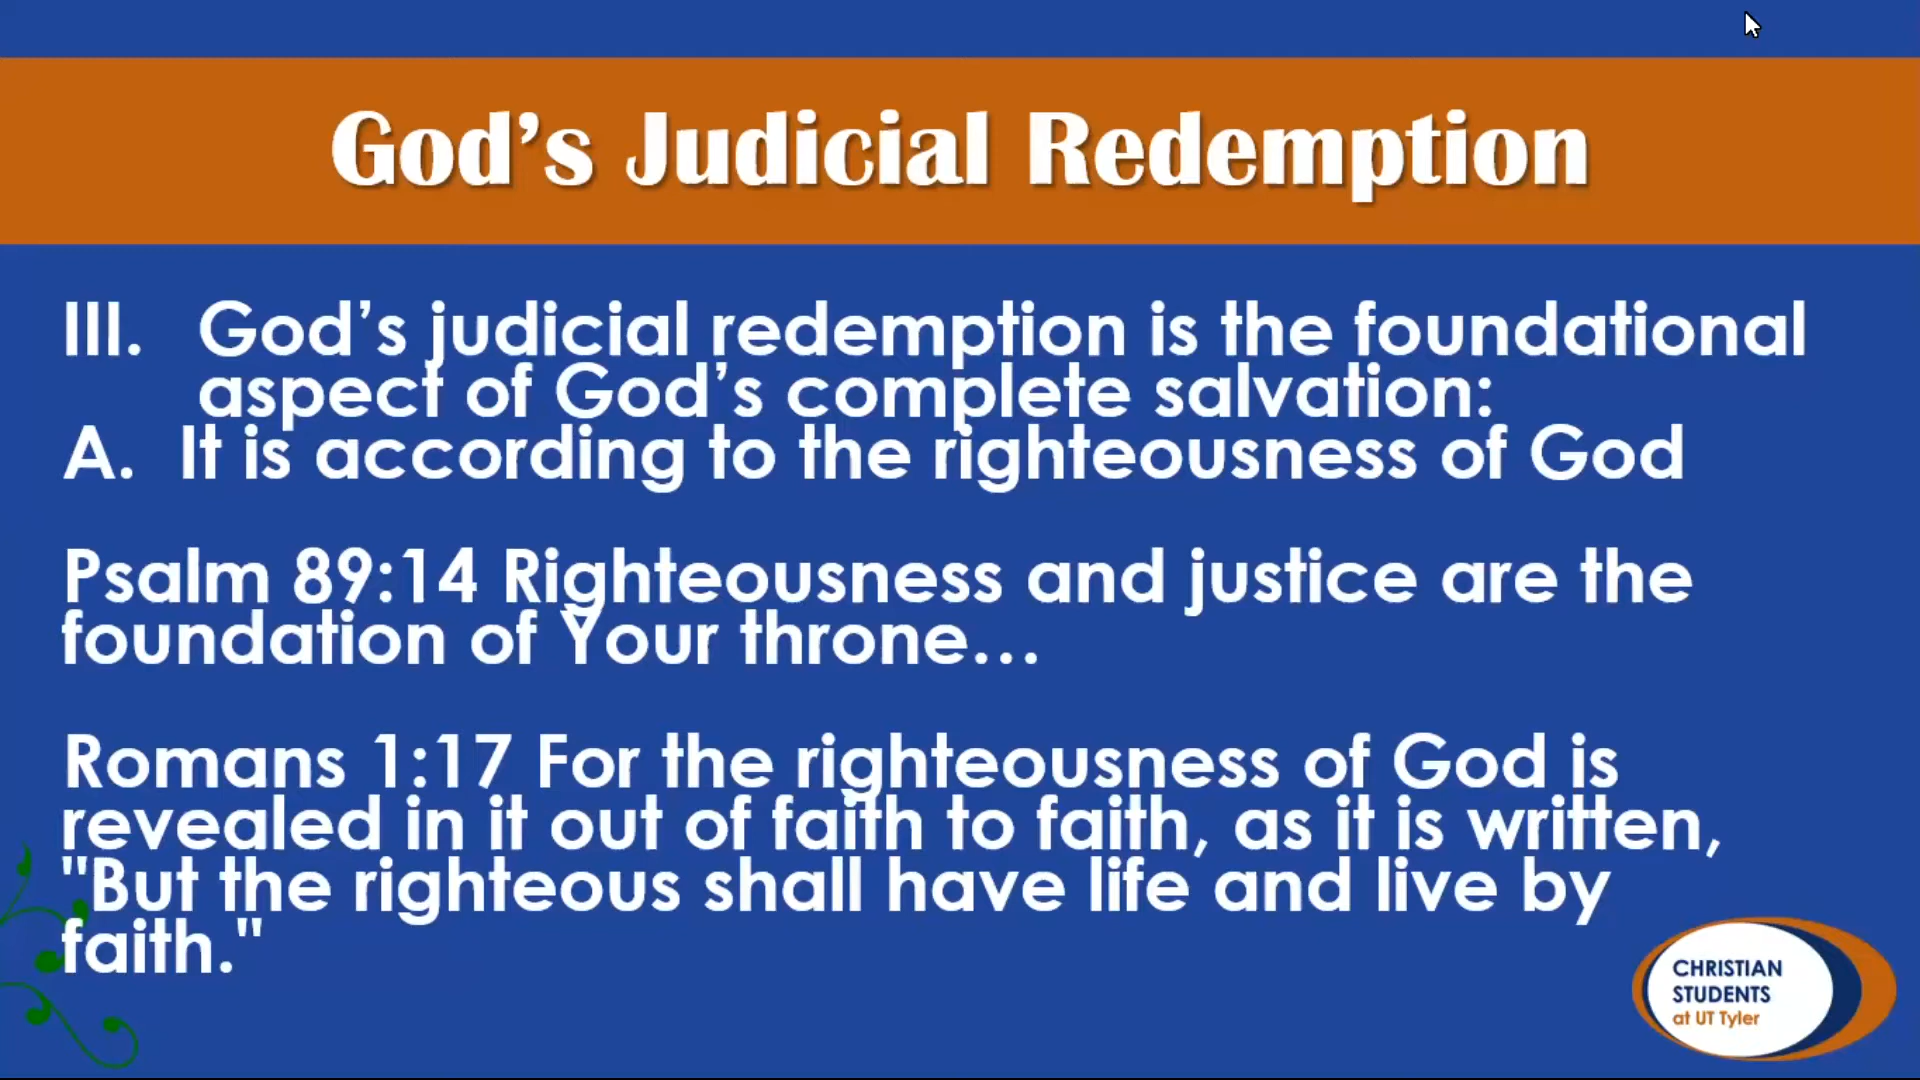 God’s Judicial Redemption
III. God’s judicial redemption is the foundational
aspect of God’s complete salvation:
A. It is according to the righteousness of God
Psalm 89:14 Righteousness and justice are the
foundation of Your throne…
Romans 1:17 For the righteousness of God is
revealed in it out of faith to faith, as it is written,
"But the righteous shall have life and live by
faith."
CHRISTIAN
STUDENTS
at UT Tyler